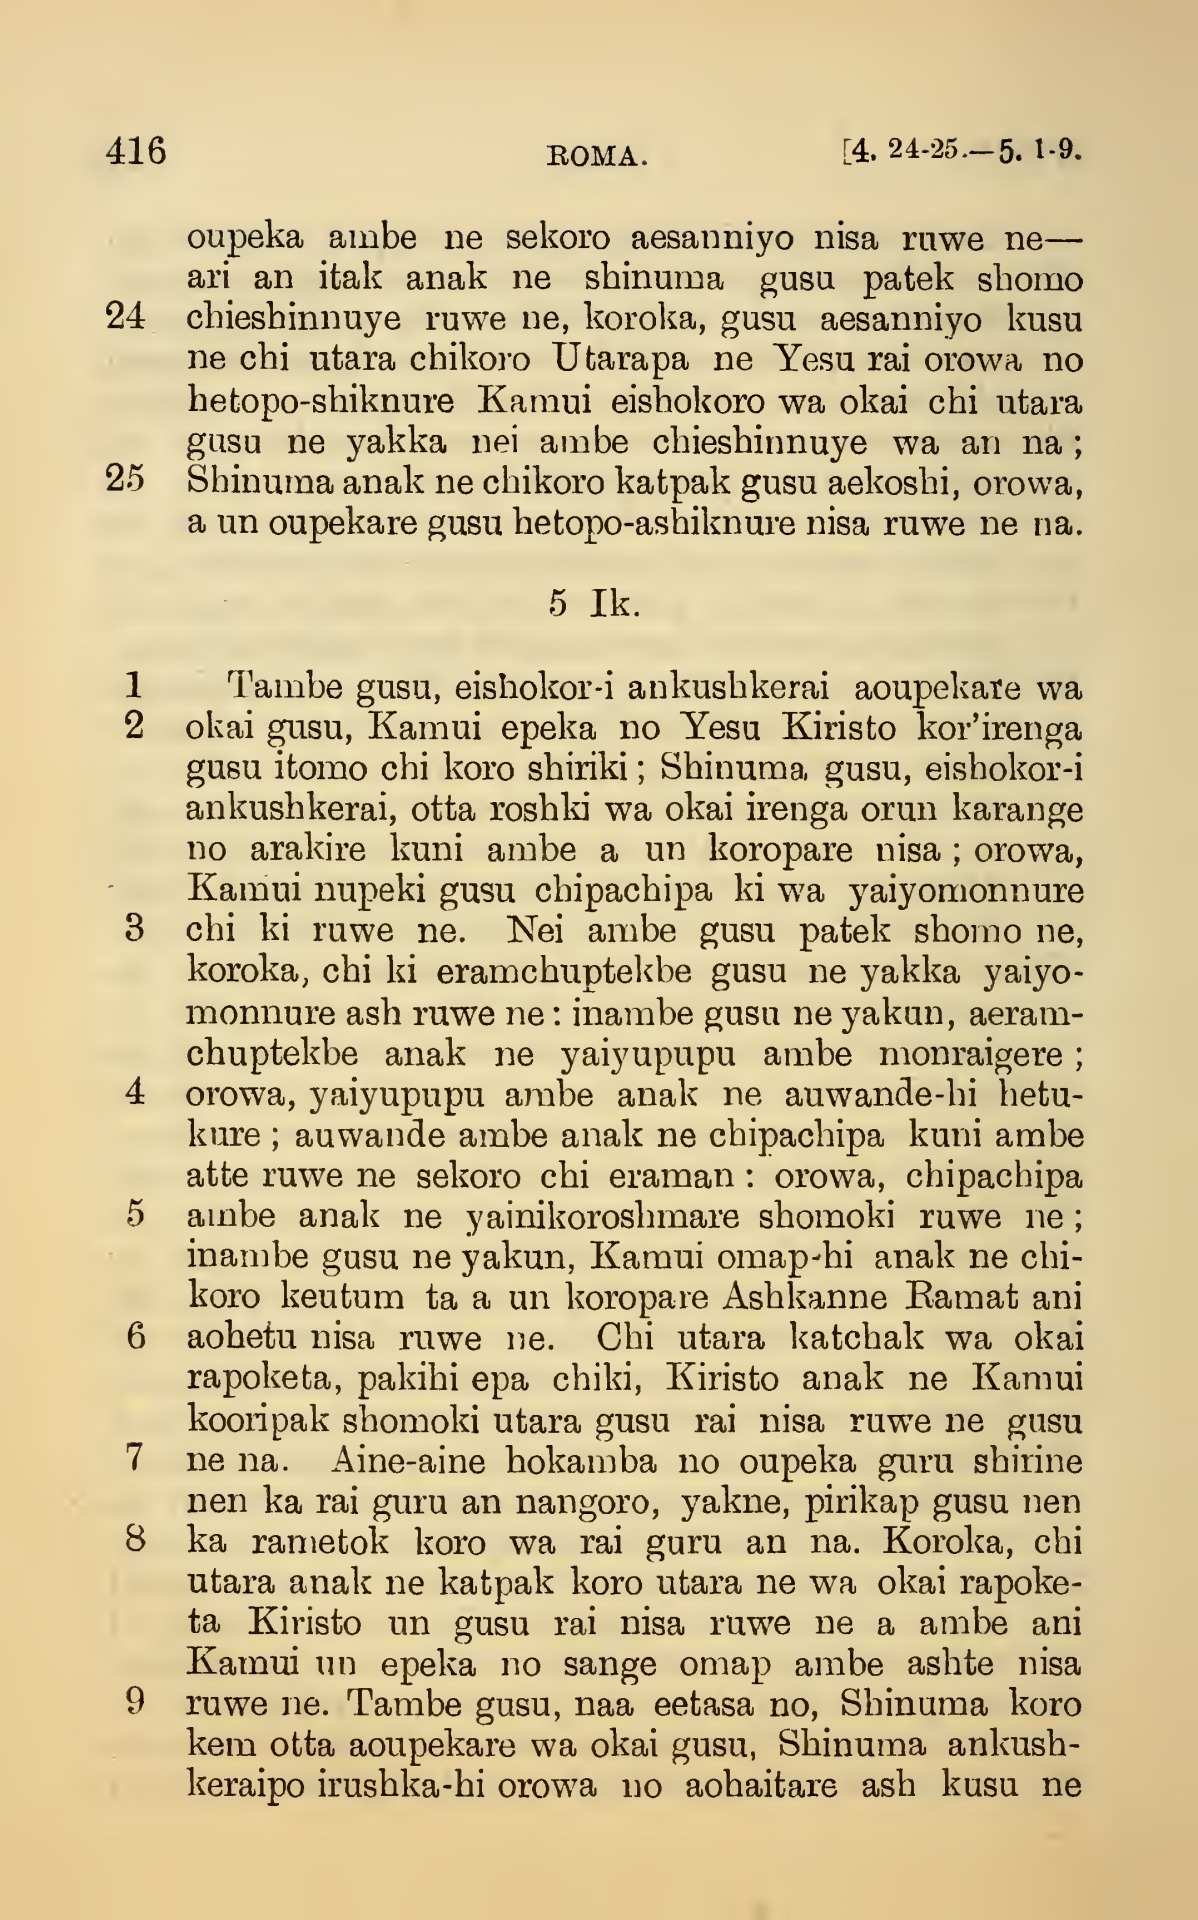 416 ROMA. [4. 24-25.—5. 1-9.
oupeka ambe ne sekoro aesanniyo nisa ruwe ne—
ari an itak anak ne shinuma gusu patek shomo
24 chieshinnuye ruwe ne, koroka, gusu aesanniyo kusu
ne chi utara chikoro Utarapa ne Yesu rai orowa no
hetopo-shiknure Kamui eishokoro wa okai chi utara
gusu ne yakka nei ambe chieshinnuye wa an na ;
25 Shinuma anak ne chikoro katpak gusu aekoshi, orowa,
a un oupekare gusu hetopo-ashiknure nisa ruwe ne na.
5 Ik.
1 Tambe gusu, eishokor-i ankushkerai aoupekare wa
2 okai gusu, Kamui epeka no Yesu Kiristo kor'irenga
gusu itomo chi koro shiriki ; Shinuma gusu, eishokor-i
ankushkerai, otta roshki wa okai irenga orun karange
no arakire kuni ambe a un koropare nisa ; orowa,
Kamui nupeki gusu chipachipa ki wa yaiyomonnure
3 chi ki ruwe ne. Nei ambe gusu patek shomo ne,
koroka, chi ki eramchuptekbe gusu ne yakka yaiyo-
monnure ash ruwe ne : inambe gusu ne yakun, aeram-
chuptekbe anak ne yaiyupupu ambe monraigere ;
4 orowa, yaiyupupu ambe anak ne auwande-hi hetu-
kure ; auwande ambe anak ne chipachipa kuni ambe
atte ruwe ne sekoro chi eraman : orowa, chipachipa
5 ambe anak ne yainikoroshmare shomoki ruwe ne ;
inambe gusu ne yakun, Kamui omap-hi anak ne chi-
koro keutum ta a un koropare Ashkanne Ramat ani
6 aohetu nisa ruwe ne. Chi utara katchak wa okai
rapoketa, pakihi epa chiki, Kiristo anak ne Kamui
kooripak shomoki utara gusu rai nisa ruwe ne gusu
7 ne na. Aine-aine hokamba no oupeka guru shirine
nen ka rai guru an nangoro, yakne, pirikap gusu nen
8 ka rametok koro wa rai guru an na. Koroka, chi
utara anak ne katpak koro utara ne wa okai rapoke-
ta Kiristo un gusu rai nisa ruwe ne a ambe ani
Kamui un epeka no sange omap ambe ashte nisa
9 ruwe ne. Tambe gusu, naa eetasa no, Shinuma koro
kem otta aoupekare wa okai gusu, Shinuma ankush-
keraipo irushka-hi orowa no aohaitare ash kusu ne